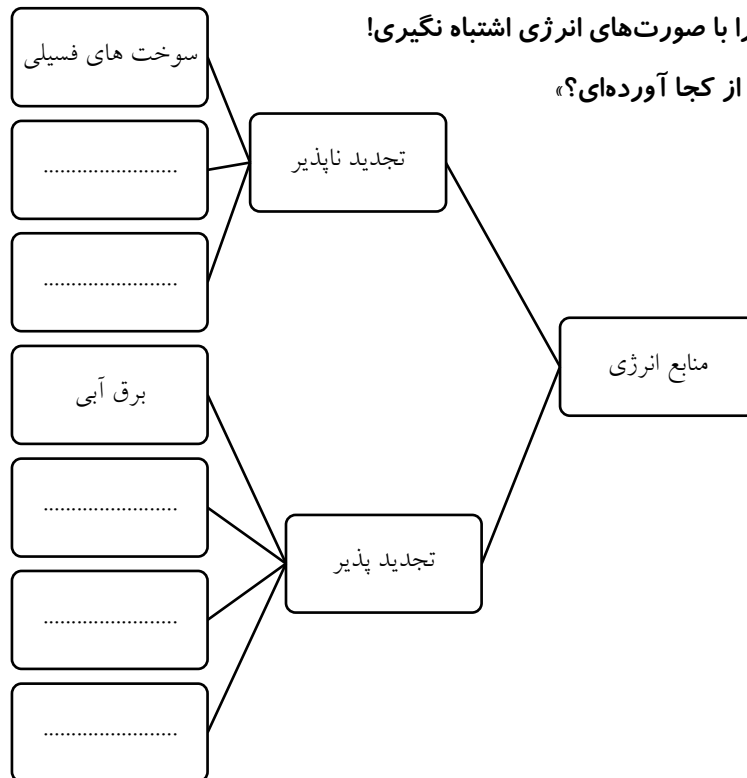 را با صورت‌های انرژی اشتباه نگیری!
از کجا آورده‌ای؟»
سوخت های فسیلی
تجدید ناپذیر
........................
........................
منابع انرژی
برق آبی
........................
تجدید پذیر
........................
........................